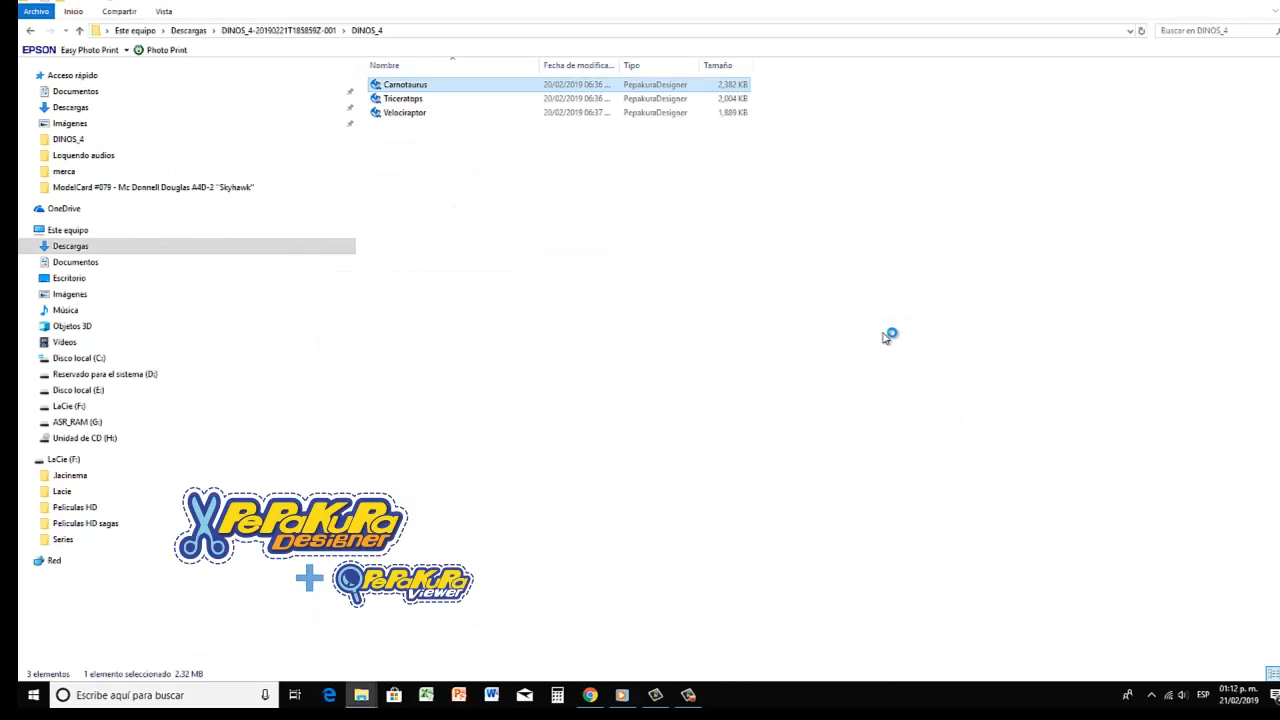 Archivo Inicio Compartir Vista
Este equipo Descargas DINOS_4-20190221T185859Z-001 DINOS_4
Buscar en DINOS_4
EPSON Easy Photo Print Photo Print
Nombre Fecha de modifica... Tipo Tamaño
Carnotaurus 20/02/2019 06:36 ... PepakuraDesigner 2,382 KB
Triceratops 20/02/2019 06:36 ... PepakuraDesigner 2,004 KB
Velociraptor 20/02/2019 06:37 ... PepakuraDesigner 1,889 KB
Acceso rápido
Documentos
Descargas
Imágenes
DINOS_4
Loquendo audios
merca
ModelCard #079 - Mc Donnell Douglas A4D-2 "Skyhawk"
OneDrive
Este equipo
Descargas
Documentos
Escritorio
Imágenes
Música
Objetos 3D
Vídeos
Disco local (C:)
Reservado para el sistema (D:)
Disco local (E:)
LaCie (F:)
ASR_RAM (G:)
Unidad de CD (H:)
LaCie (F:)
Jacinema
Lacie
Peliculas HD
Peliculas HD sagas
Series
Red
PePaKuRa
Designer
+
PePaKuRa
Viewer
3 elementos 1 elemento seleccionado 2.32 MB
Escribe aquí para buscar
ESP
01:12 p. m.
21/02/2019